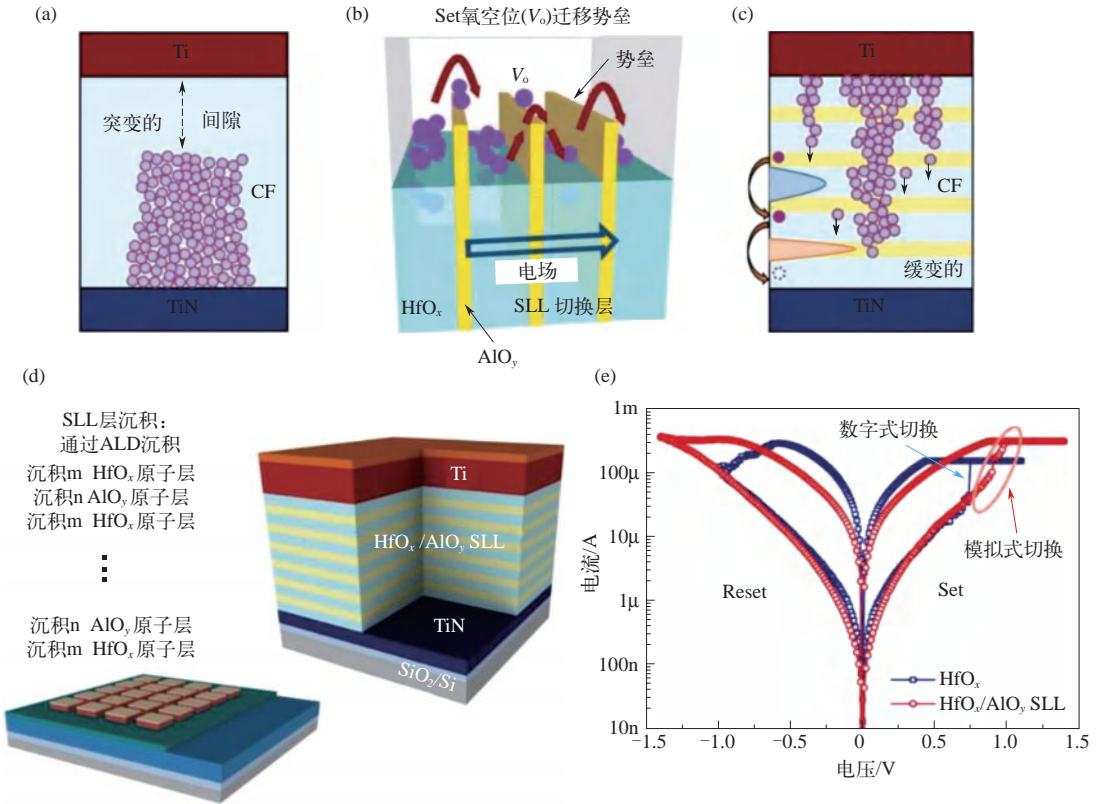 (a)
Ti
突变的
间隙
CF
TiN
(b)
Set氧空位(Vₒ)迁移势垒
Vₒ
势垒
电场
HfOₓ
SLL 切换层
AlOᵧ
(c)
Ti
CF
缓变的
TiN
(d)
SLL层沉积：
通过ALD沉积
沉积m HfOₓ原子层
沉积n AlOᵧ原子层
沉积m HfOₓ原子层
⋮
沉积n AlOᵧ原子层
沉积m HfOₓ原子层
Ti
HfOₓ/AlOᵧ SLL
TiN
SiO₂/Si
(e)
电流/A
1m
100μ
10μ
1μ
100n
10n
数字式切换
模拟式切换
Reset
Set
HfOₓ
HfOₓ/AlOᵧ SLL
−1.5
−1.0
−0.5
0
0.5
1.0
1.5
电压/V